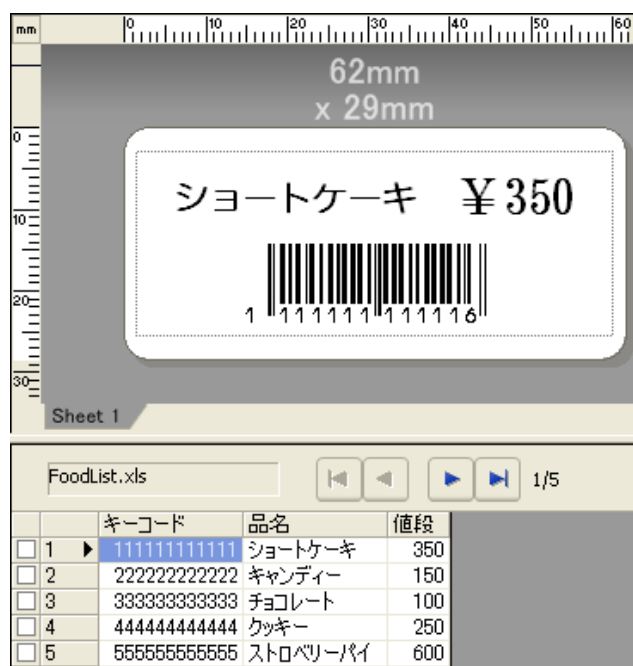 mm
0 10 20 30 40 50 60
62mm
x 29mm
0
10
20
30
ショートケーキ ￥350
1 111111 111116
Sheet 1
FoodList.xls 1/5
キーコード 品名 値段
1 111111111111 ショートケーキ 350
2 222222222222 キャンディー 150
3 333333333333 チョコレート 100
4 444444444444 クッキー 250
5 555555555555 ストロベリーパイ 600